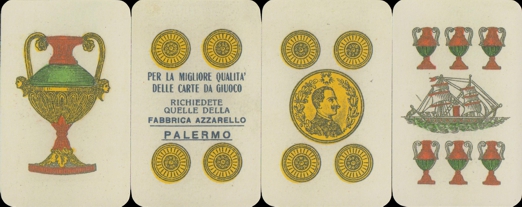 PER LA MIGLIORE QUALITA'
DELLE CARTE DA GIUOCO
RICHIEDETE
QUELLE DELLA
FABBRICA AZZARELLO
PALERMO